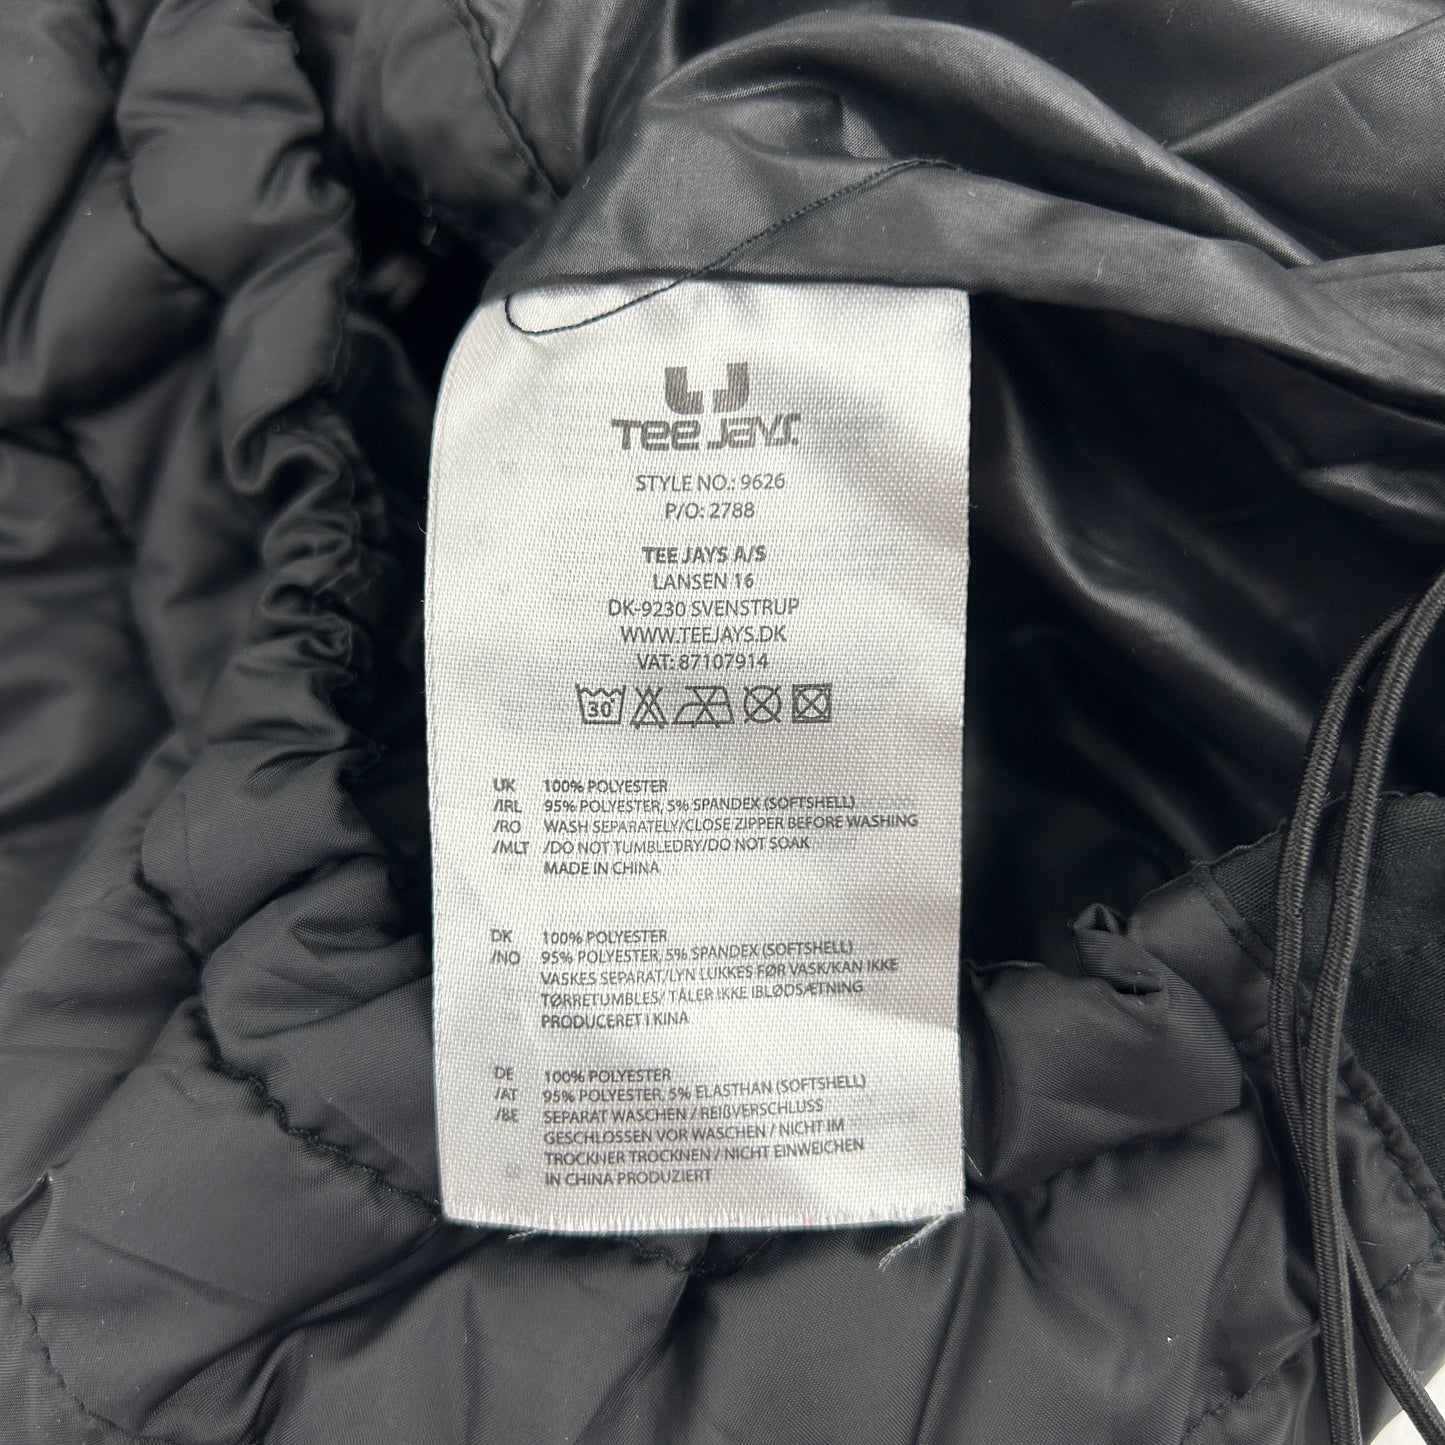 TEE JAYS.
STYLE NO.: 9626
P/O: 2788
TEE JAYS A/S
LANSEN 16
DK-9230 SVENSTRUP
WWW.TEEJAYS.DK
VAT: 87107914
30°
UK 100% POLYESTER
/IRL 95% POLYESTER, 5% SPANDEX (SOFTSHELL)
/RO WASH SEPARATELY/CLOSE ZIPPER BEFORE WASHING
/MLT /DO NOT TUMBLEDRY/DO NOT SOAK
MADE IN CHINA
DK 100% POLYESTER
/NO 95% POLYESTER, 5% SPANDEX (SOFTSHELL)
VASKES SEPARAT/LYN LUKKES FØR VASK/KAN IKKE
TØRRETUMBLES/ TÅLER IKKE IBLØDSÆTNING
PRODUCERET I KINA
DE 100% POLYESTER
/AT 95% POLYESTER, 5% ELASTHAN (SOFTSHELL)
/BE SEPARAT WASCHEN / REIßVERSCHLUSS
GESCHLOSSEN VOR WASCHEN / NICHT IM
TROCKNER TROCKNEN / NICHT EINWEICHEN
IN CHINA PRODUZIERT